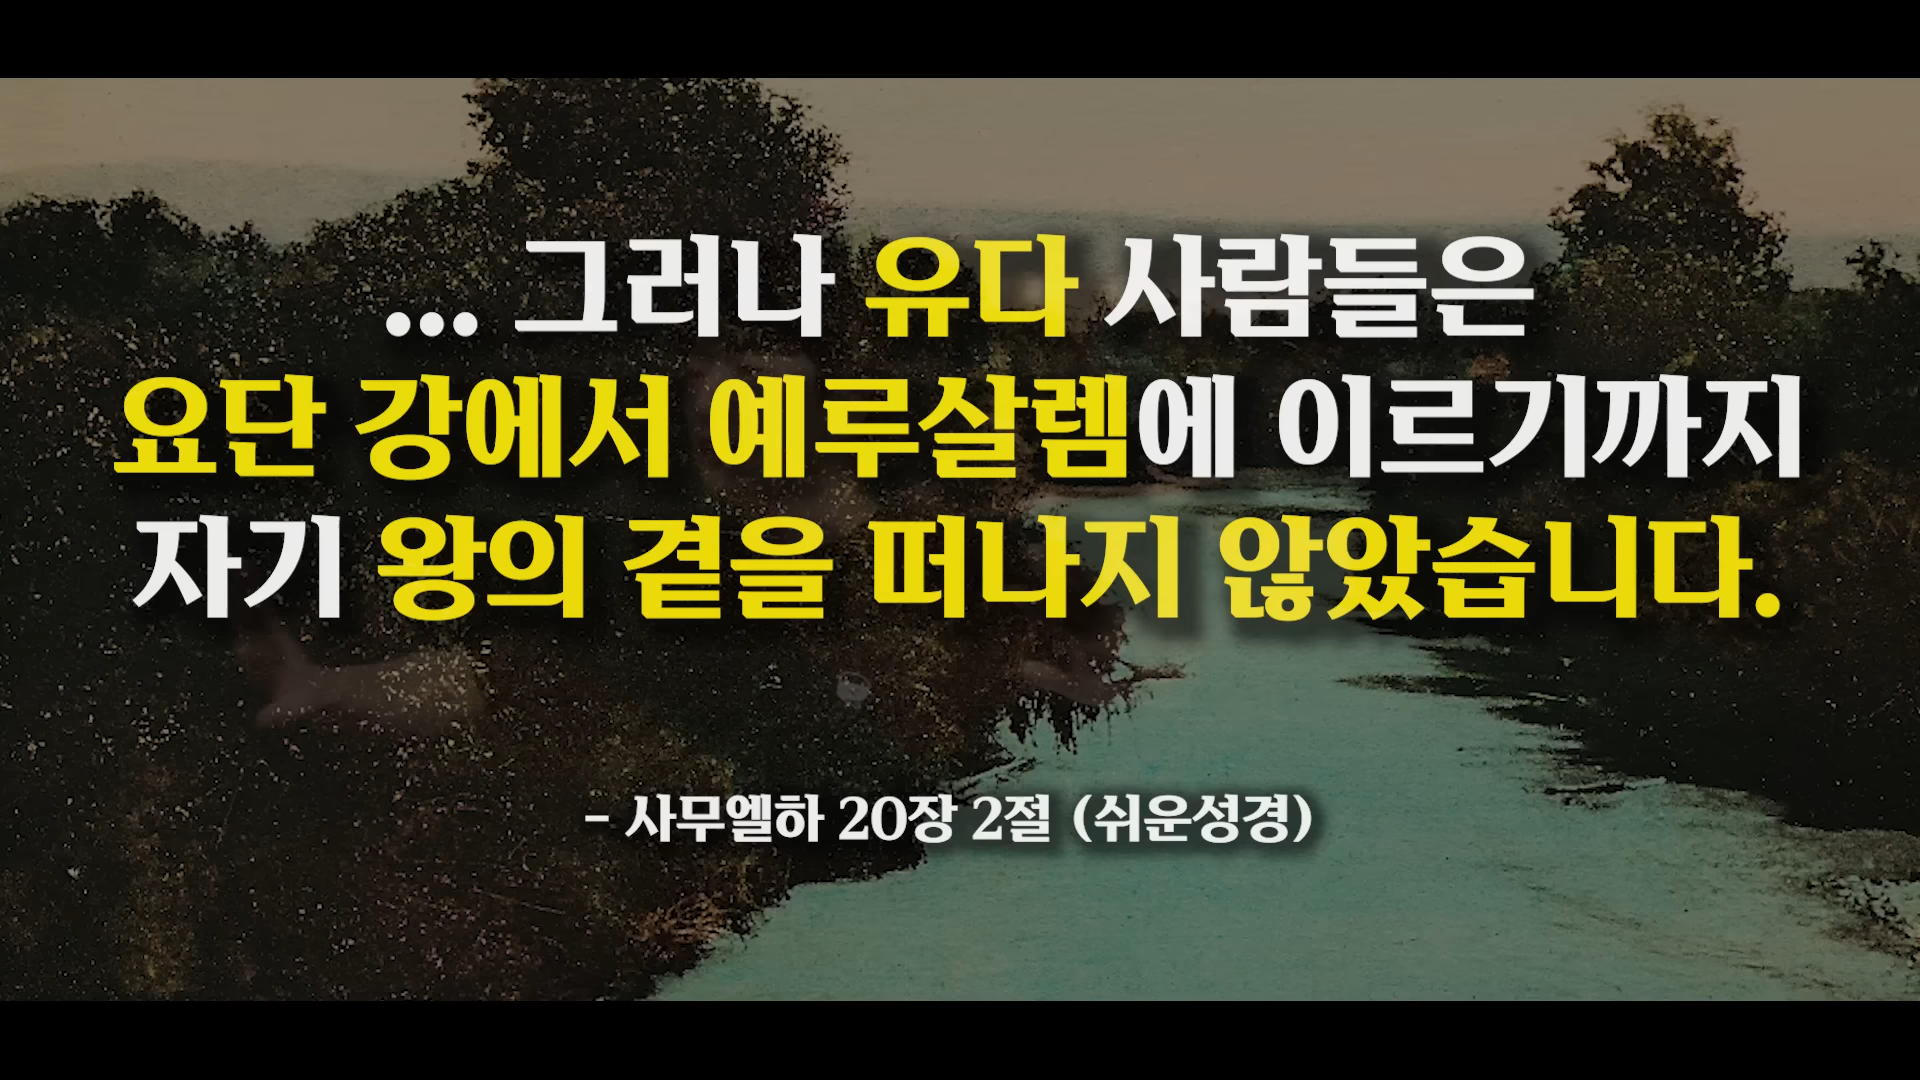 ... 그러나 유다 사람들은
요단 강에서 예루살렘에 이르기까지
자기 왕의 곁을 떠나지 않았습니다.
- 사무엘하 20장 2절 (쉬운성경)